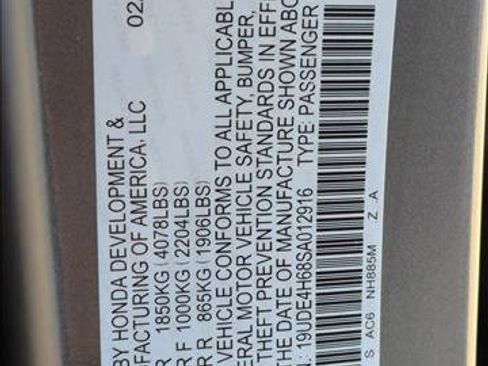 02
BY HONDA DEVELOPMENT &
FACTURING OF AMERICA, LLC
R 1850KG (4078LBS)
R F 1000KG (2204LBS)
R R 865KG (1906LBS)
VEHICLE CONFORMS TO ALL APPLICABL
ERAL MOTOR VEHICLE SAFETY, BUMPER,
THEFT PREVENTION STANDARDS IN EFF
THE DATE OF MANUFACTURE SHOWN ABO
N: 19UDE4H68SA012916 TYPE: PASSENGER
S AC6 NH885M Z A